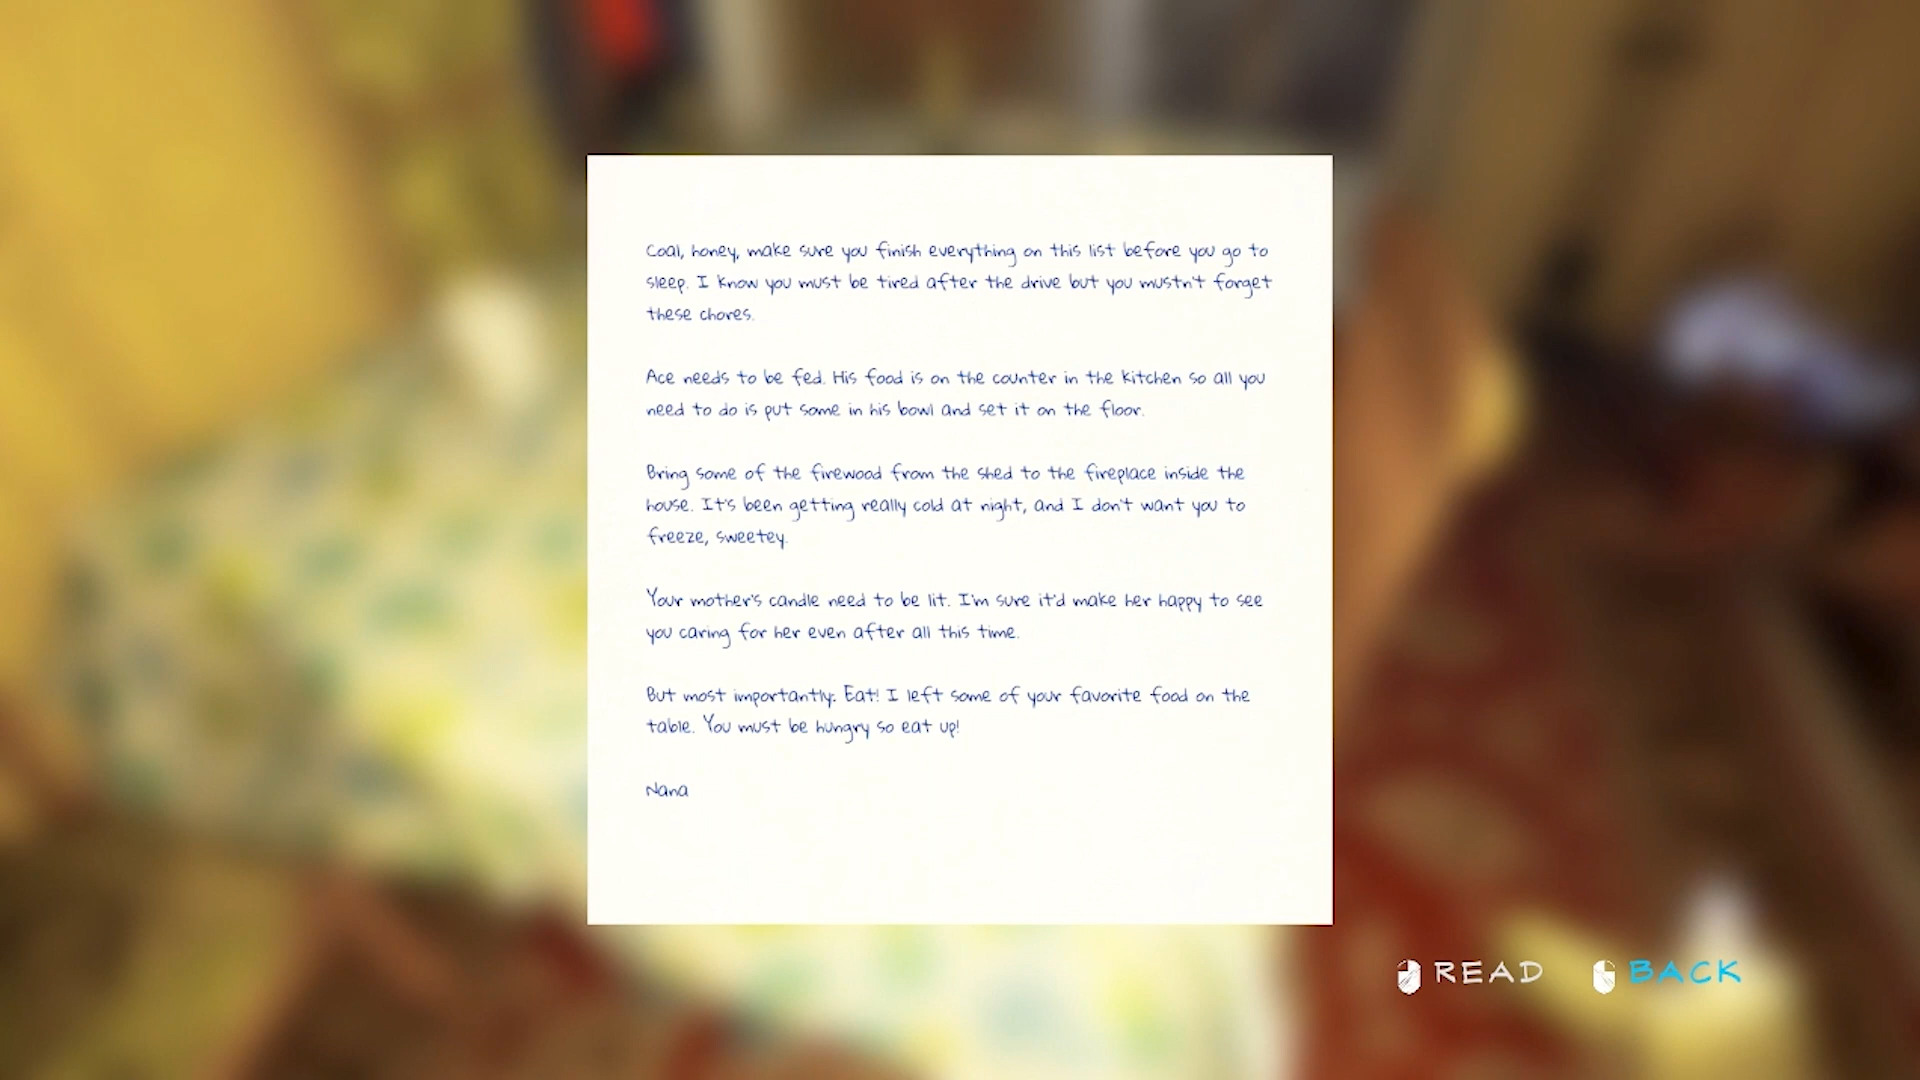 Coal, honey, make sure you finish everything on this list before you go to
sleep. I know you must be tired after the drive but you mustn't forget
these chores.
Ace needs to be fed. His food is on the counter in the kitchen so all you
need to do is put some in his bowl and set it on the floor.
Bring some of the firewood from the shed to the fireplace inside the
house. It's been getting really cold at night, and I don't want you to
freeze, sweetey.
Your mother's candle need to be lit. I'm sure it'd make her happy to see
you caring for her even after all this time.
But most importantly: Eat! I left some of your favorite food on the
table. You must be hungry so eat up!
Nana
READ BACK